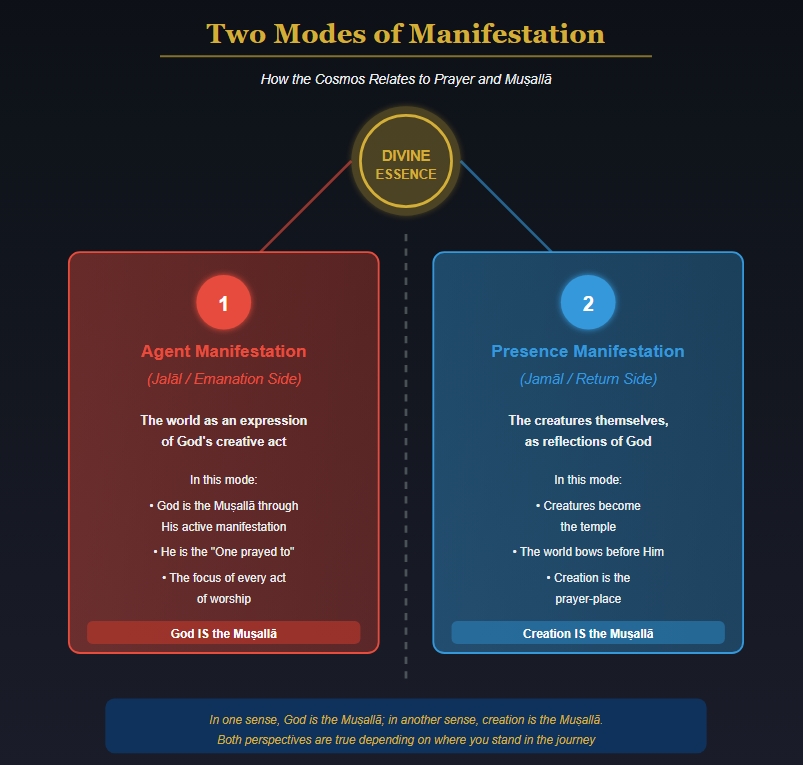 Two Modes of Manifestation
How the Cosmos Relates to Prayer and Muṣallā
DIVINE
ESSENCE
1
Agent Manifestation
(Jalāl / Emanation Side)
The world as an expression
of God's creative act
In this mode:
• God is the Muṣallā through
His active manifestation
• He is the "One prayed to"
• The focus of every act
of worship
God IS the Muṣallā
2
Presence Manifestation
(Jamāl / Return Side)
The creatures themselves,
as reflections of God
In this mode:
• Creatures become
the temple
• The world bows before Him
• Creation is the
prayer-place
Creation IS the Muṣallā
In one sense, God is the Muṣallā; in another sense, creation is the Muṣallā.
Both perspectives are true depending on where you stand in the journey